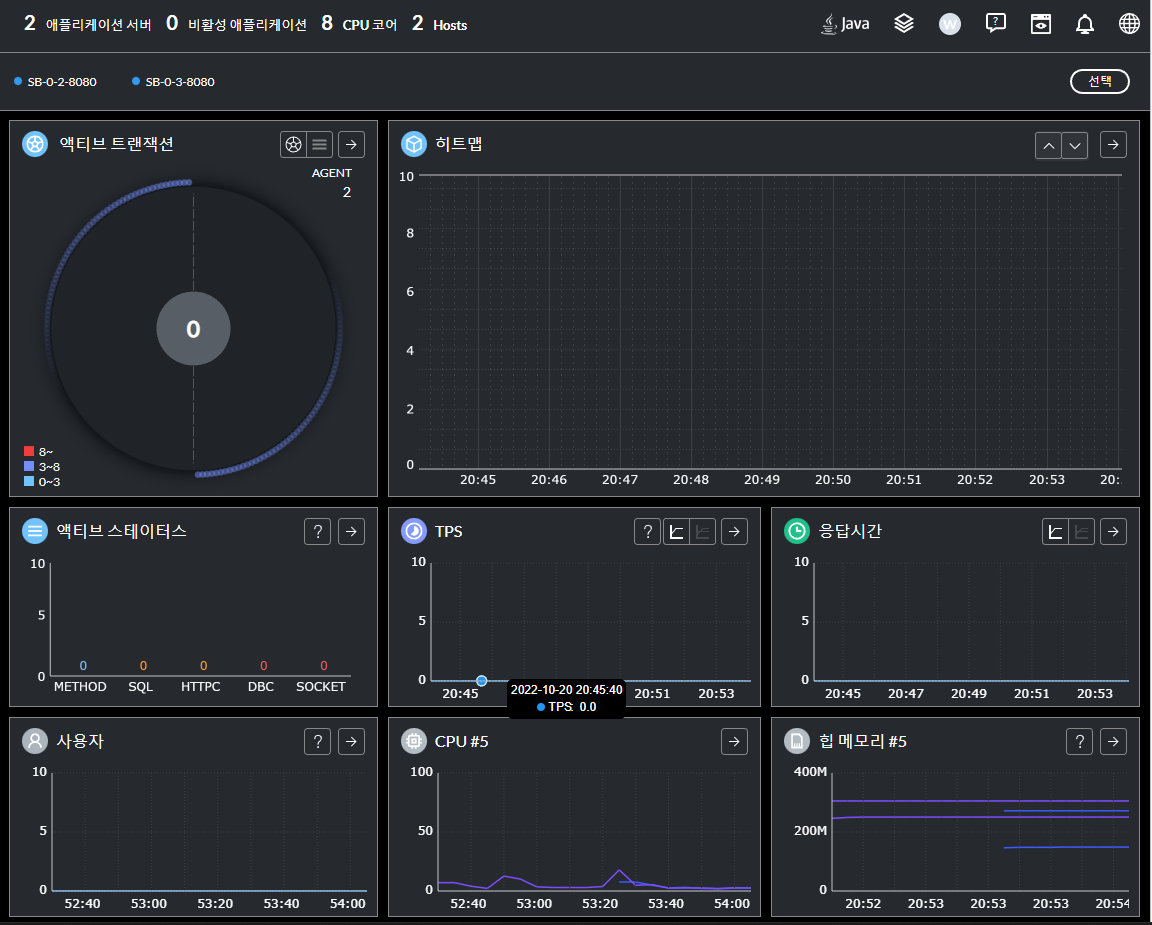 2 애플리케이션 서버 0 비활성 애플리케이션 8 CPU 코어 2 Hosts
Java
W
?
SB-0-2-8080 SB-0-3-8080
선택
액티브 트랜잭션
AGENT
2
0
8~
3~8
0~3
히트맵
10
8
6
4
2
0
20:45 20:46 20:47 20:48 20:49 20:50 20:51 20:52 20:53 20:
액티브 스테이터스
?
10
5
0
0 0 0 0 0
METHOD SQL HTTPC DBC SOCKET
TPS
?
10
5
0
20:45 20:51 20:53
2022-10-20 20:45:40
TPS: 0.0
응답시간
10
5
0
20:45 20:47 20:49 20:51 20:53
사용자
?
10
5
0
52:40 53:00 53:20 53:40 54:00
CPU #5
100
50
0
52:40 53:00 53:20 53:40 54:00
힙 메모리 #5
?
400M
200M
0
20:52 20:53 20:53 20:53 20:54